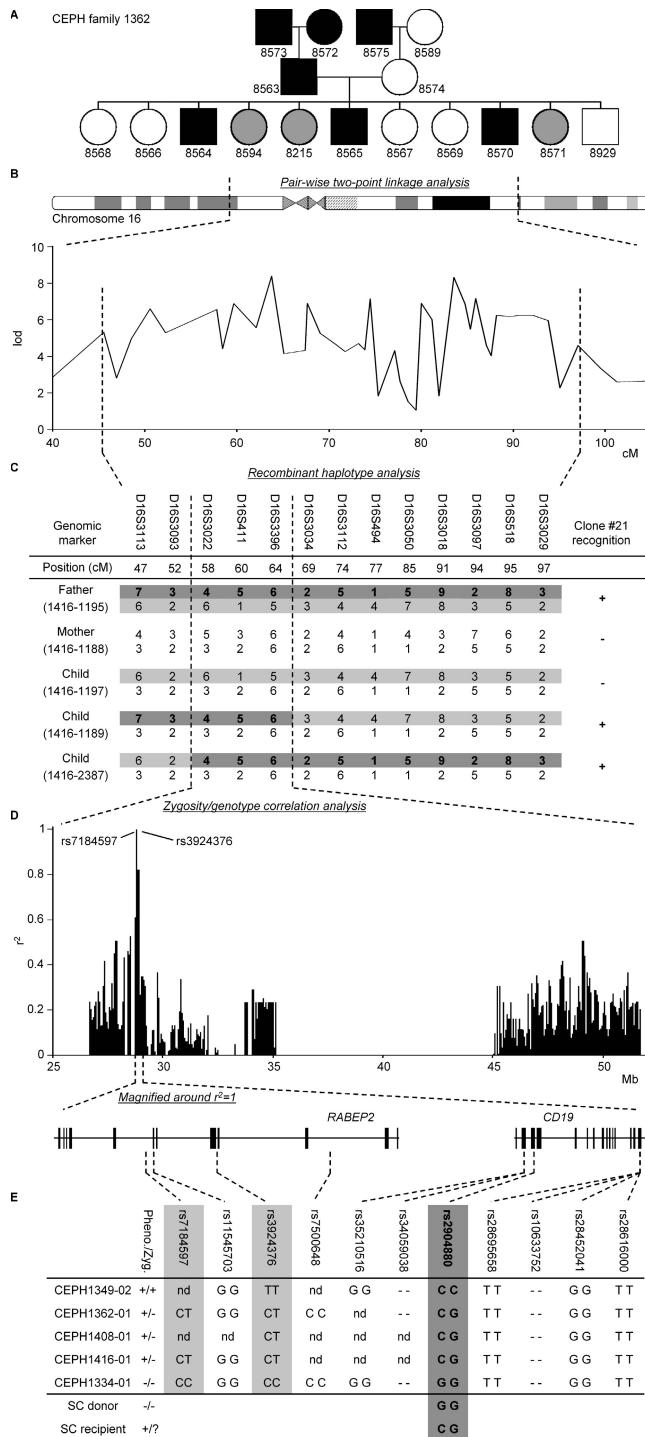 A
CEPH family 1362
8573 8572 8575 8589
8563 8574
8568 8566 8564 8594 8215 8565 8567 8569 8570 8571 8929
B
Pair-wise two-point linkage analysis
Chromosome 16
10
8
6
4
2
0
lod
40 50 60 70 80 90 100
cM
C
Recombinant haplotype analysis
Genomic marker D16S3113 D16S3093 D16S3022 D16S411 D16S3396 D16S3034 D16S3112 D16S494 D16S3050 D16S3018 D16S3097 D16S518 D16S3029 Clone #21 recognition
Position (cM) 47 52 58 60 64 69 74 77 85 91 94 95 97
Father 7 3 4 5 6 2 5 1 5 9 2 8 3 +
(1416-1195) 6 2 6 1 5 3 4 4 7 8 3 5 2
Mother 4 3 5 3 6 2 4 1 4 3 7 6 2 -
(1416-1188) 3 2 3 2 6 2 6 1 1 2 5 5 2
Child 6 2 6 1 5 3 4 4 7 8 3 5 2 -
(1416-1197) 3 2 3 2 6 2 6 1 1 2 5 5 2
Child 7 3 4 5 6 3 4 4 7 8 3 5 2 +
(1416-1189) 3 2 3 2 6 2 6 1 1 2 5 5 2
Child 6 2 4 5 6 2 5 1 5 9 2 8 3 +
(1416-2387) 3 2 3 2 6 2 6 1 1 2 5 5 2
Zygosity/genotype correlation analysis
D
rs7184597 rs3924376
1
0.8
0.6
0.4
0.2
0
r²
25 30 35 40 45 50
Mb
Magnified around r²=1
RABEP2 CD19
E
Pheno./Zyg. rs7184597 rs11545703 rs3924376 rs7500648 rs35210516 rs34059038 rs2904880 rs28695658 rs10633752 rs28452041 rs28616000
CEPH1349-02 +/+ nd G G TT nd G G - - C C T T - - G G T T
CEPH1362-01 +/- CT G G CT C C nd - - C G T T - - G G T T
CEPH1408-01 +/- nd nd CT nd nd nd C G T T - - G G T T
CEPH1416-01 +/- CT G G CT nd nd nd C G T T - - G G T T
CEPH1334-01 -/- CC G G CC C C G G - - G G T T - - G G T T
SC donor -/- G G
SC recipient +/? C G